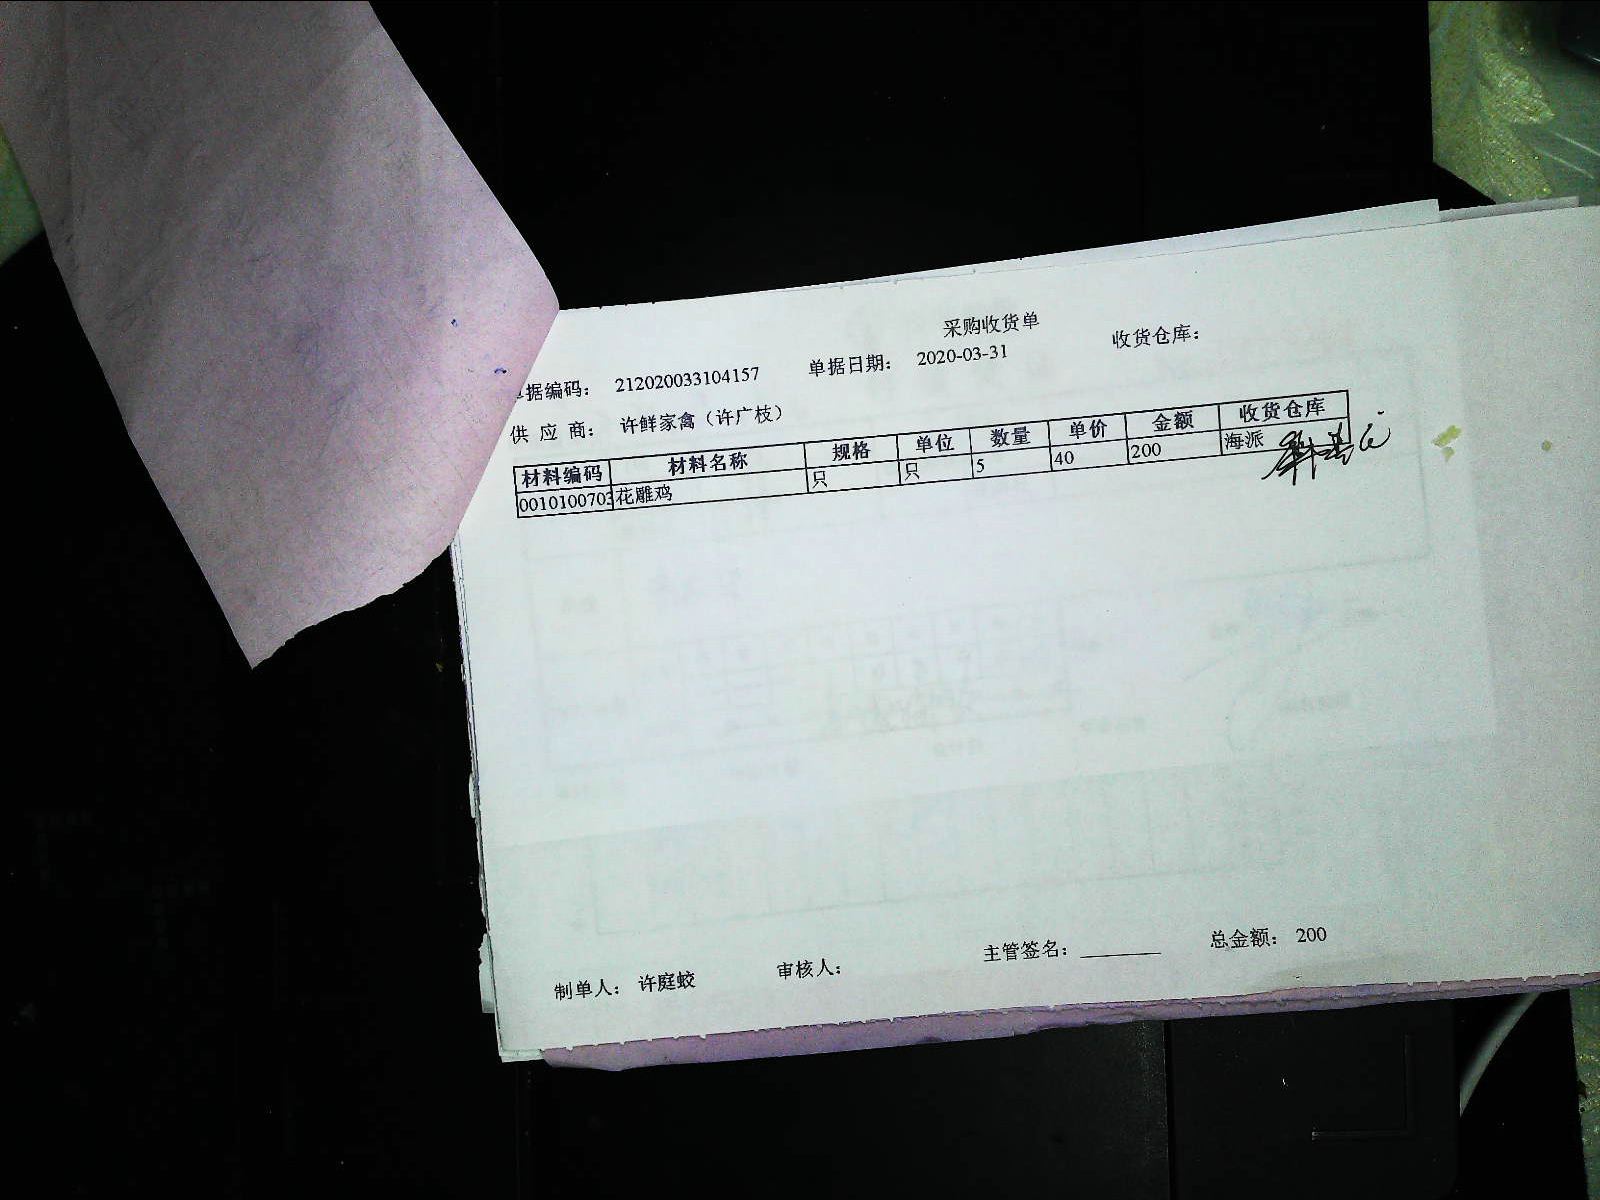 采购收货单
据编码： 212020033104157 单据日期： 2020-03-31 收货仓库：
供 应 商： 许鲜家禽（许广枝）
材料编码 材料名称 规格 单位 数量 单价 金额 收货仓库
0010100703 花雕鸡 只 只 5 40 200 海派
制单人： 许庭蛟 审核人： 主管签名： 总金额： 200